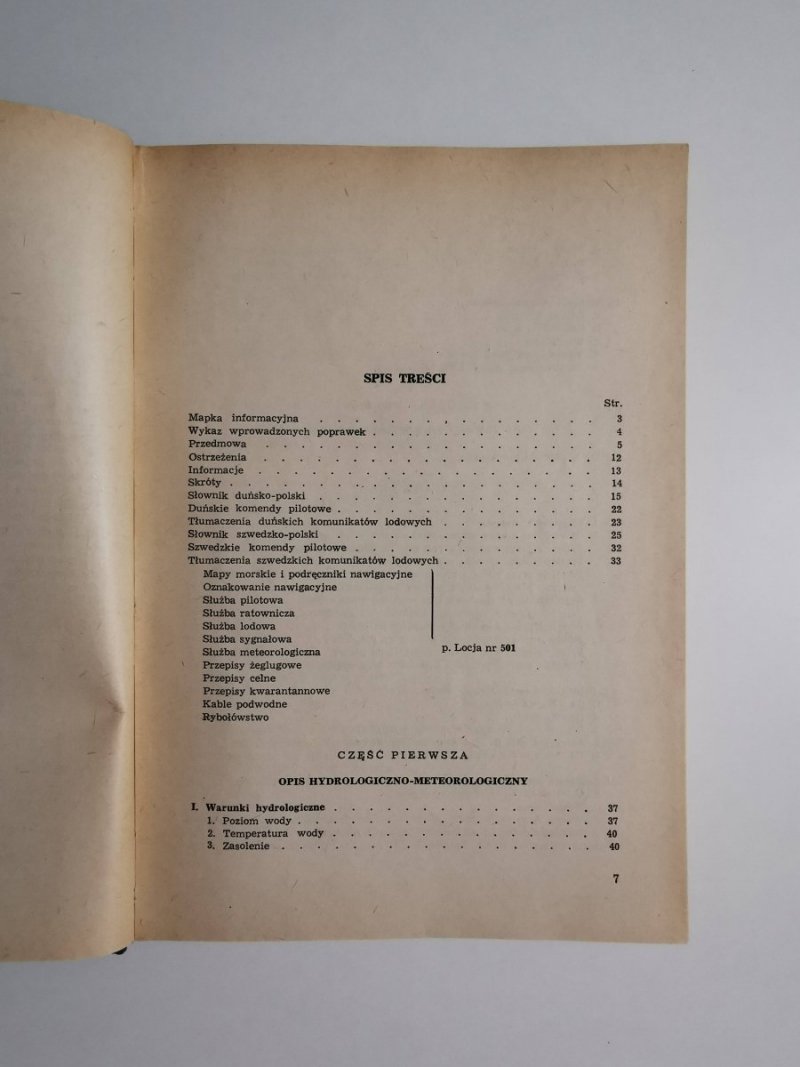 SPIS TREŚCI
Str.
Mapka informacyjna . . . . . . . . . . . . . . . . 3
Wykaz wprowadzonych poprawek . . . . . . . . . . . . . 4
Przedmowa . . . . . . . . . . . . . . . . . . . 5
Ostrzeżenia . . . . . . . . . . . . . . . . . . . 12
Informacje . . . . . . . . . . . . . . . . . . . 13
Skróty . . . . . . . . . . . . . . . . . . . . . 14
Słownik duńsko-polski . . . . . . . . . . . . . . . . 15
Duńskie komendy pilotowe . . . . . . . . . . . . . . . 22
Tłumaczenia duńskich komunikatów lodowych . . . . . . . . . 23
Słownik szwedzko-polski . . . . . . . . . . . . . . . 25
Szwedzkie komendy pilotowe . . . . . . . . . . . . . . 32
Tłumaczenia szwedzkich komunikatów lodowych . . . . . . . . . 33
Mapy morskie i podręczniki nawigacyjne
Oznakowanie nawigacyjne
Służba pilotowa
Służba ratownicza
Służba lodowa
Służba sygnałowa
Służba meteorologiczna
p. Locja nr 501
Przepisy żeglugowe
Przepisy celne
Przepisy kwarantannowe
Kable podwodne
Rybołówstwo
CZĘŚĆ PIERWSZA
OPIS HYDROLOGICZNO-METEOROLOGICZNY
I. Warunki hydrologiczne . . . . . . . . . . . . . . . 37
1. Poziom wody . . . . . . . . . . . . . . . . . 37
2. Temperatura wody . . . . . . . . . . . . . . . 40
3. Zasolenie . . . . . . . . . . . . . . . . . . 40
7